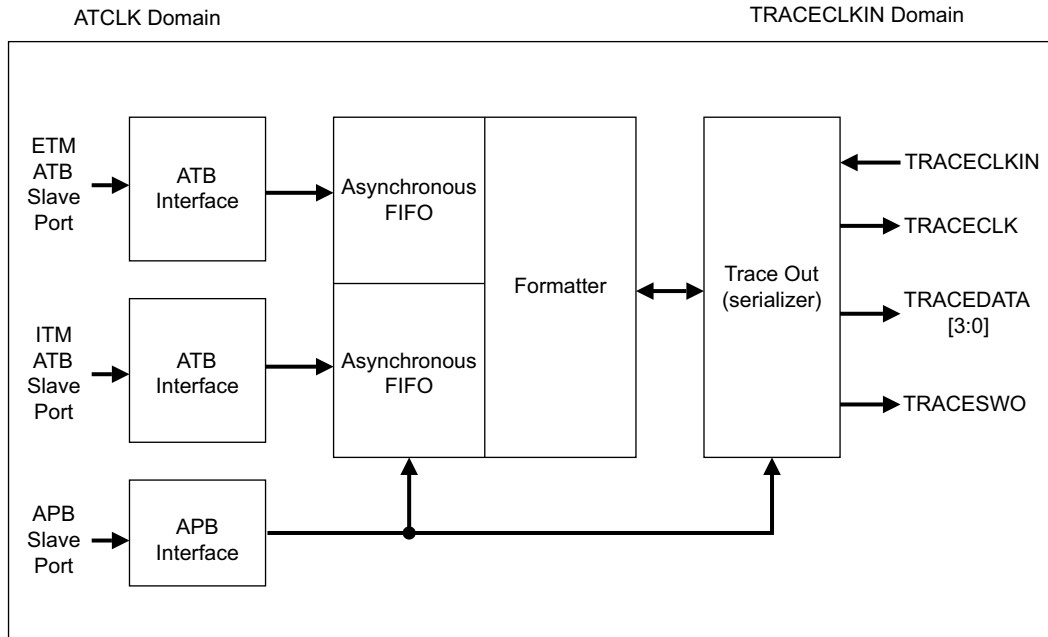 ATCLK Domain
TRACECLKIN Domain
ETM
ATB
Slave
Port
ATB
Interface
Asynchronous
FIFO
Formatter
Trace Out
(serializer)
TRACECLKIN
TRACECLK
TRACEDATA
[3:0]
TRACESWO
ITM
ATB
Slave
Port
ATB
Interface
Asynchronous
FIFO
APB
Slave
Port
APB
Interface